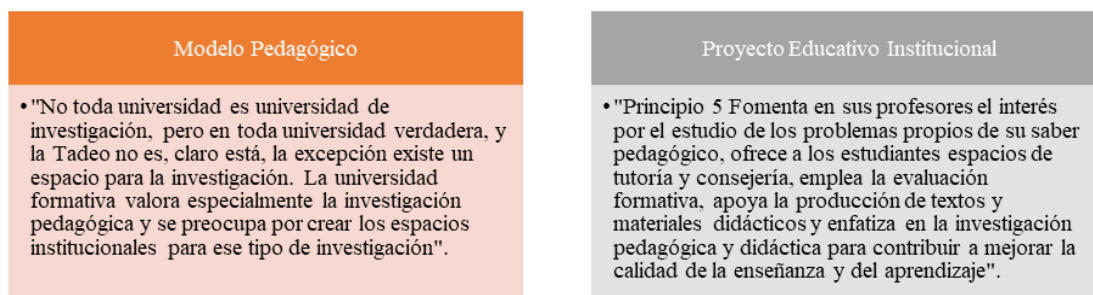 Modelo Pedagógico
• "No toda universidad es universidad de
investigación, pero en toda universidad verdadera, y
la Tadeo no es, claro está, la excepción existe un
espacio para la investigación. La universidad
formativa valora especialmente la investigación
pedagógica y se preocupa por crear los espacios
institucionales para ese tipo de investigación".
Proyecto Educativo Institucional
• "Principio 5 Fomenta en sus profesores el interés
por el estudio de los problemas propios de su saber
pedagógico, ofrece a los estudiantes espacios de
tutoría y consejería, emplea la evaluación
formativa, apoya la producción de textos y
materiales didácticos y enfatiza en la investigación
pedagógica y didáctica para contribuir a mejorar la
calidad de la enseñanza y del aprendizaje".